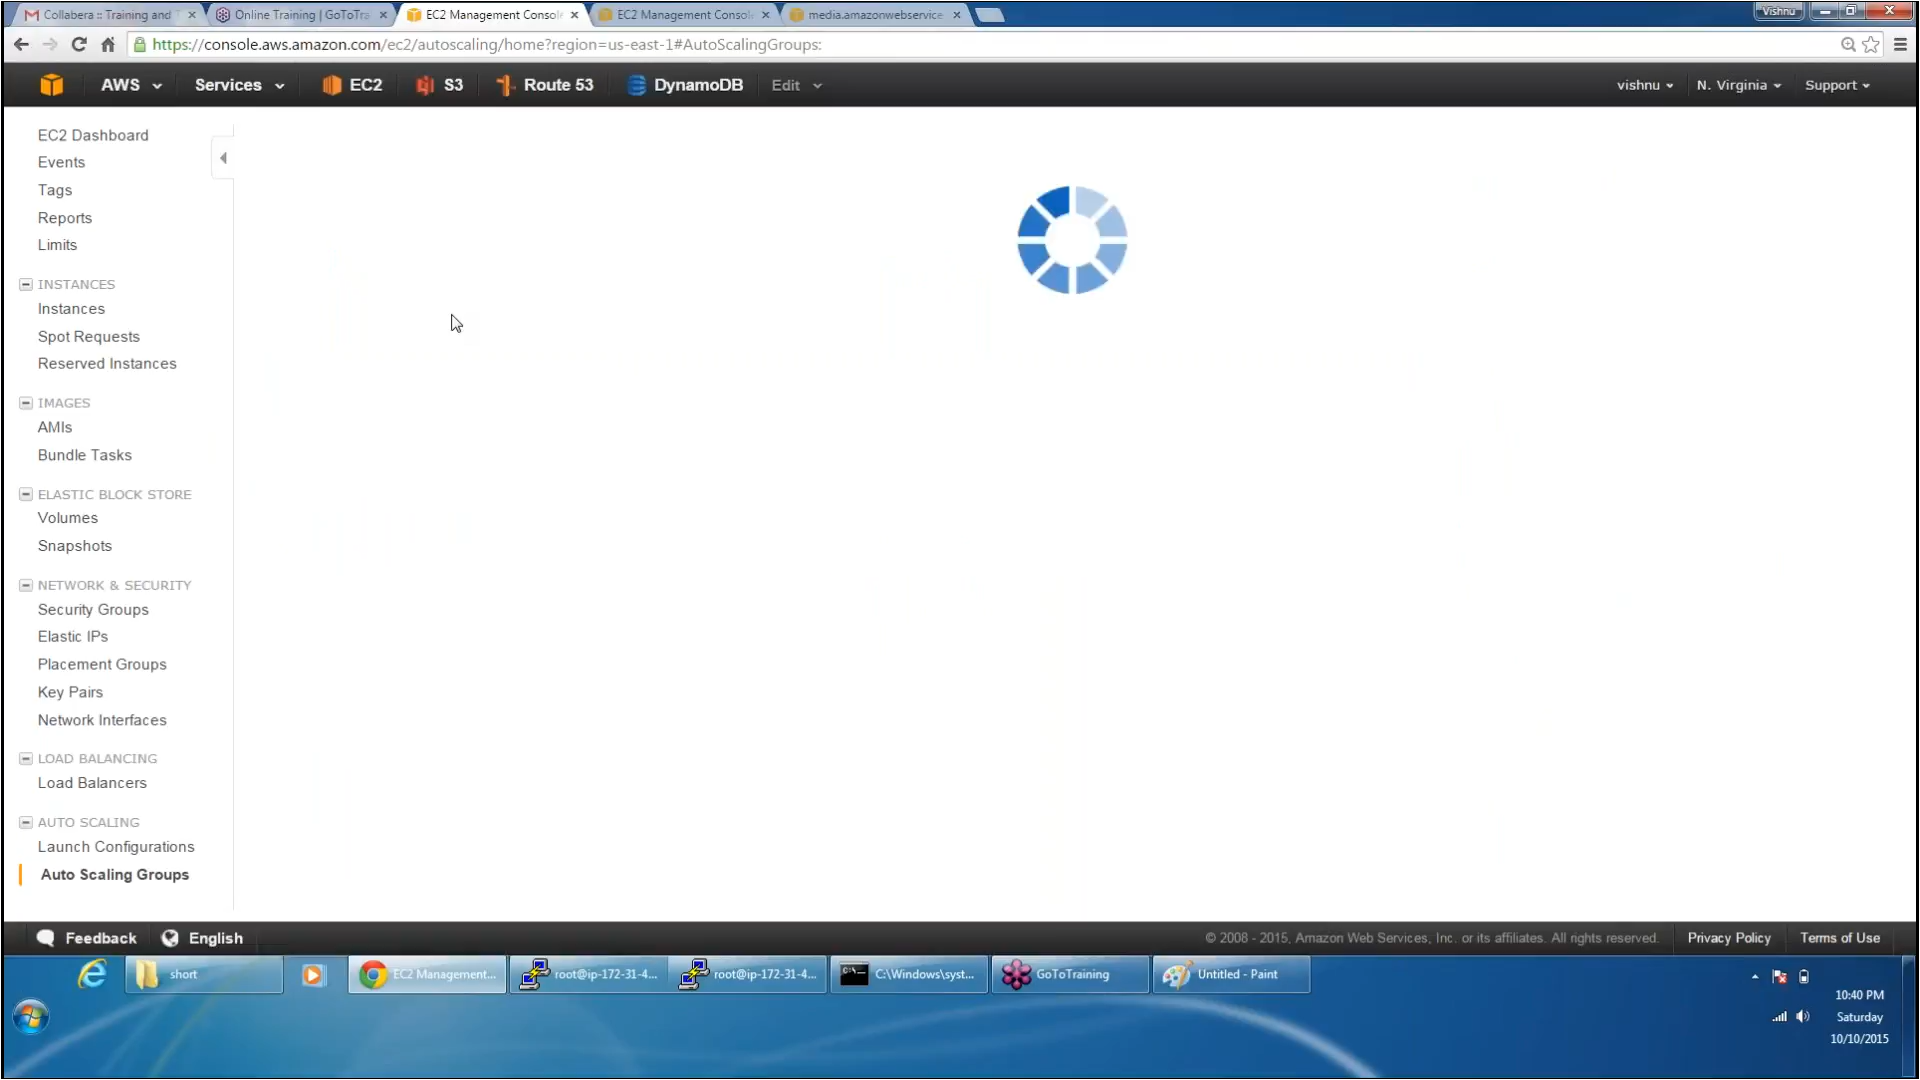 Collabera :: Training and T
Online Training | GoToTra
EC2 Management Console
EC2 Management Console
media.amazonwebservice
Vishnu
https://console.aws.amazon.com/ec2/autoscaling/home?region=us-east-1#AutoScalingGroups:
AWS
Services
EC2
S3
Route 53
DynamoDB
Edit
vishnu
N. Virginia
Support
EC2 Dashboard
Events
Tags
Reports
Limits
INSTANCES
Instances
Spot Requests
Reserved Instances
IMAGES
AMIs
Bundle Tasks
ELASTIC BLOCK STORE
Volumes
Snapshots
NETWORK & SECURITY
Security Groups
Elastic IPs
Placement Groups
Key Pairs
Network Interfaces
LOAD BALANCING
Load Balancers
AUTO SCALING
Launch Configurations
Auto Scaling Groups
Feedback
English
© 2008 - 2015, Amazon Web Services, Inc. or its affiliates. All rights reserved.
Privacy Policy
Terms of Use
short
EC2 Management...
root@ip-172-31-4...
root@ip-172-31-4...
C:\Windows\syst...
GoToTraining
Untitled - Paint
10:40 PM
Saturday
10/10/2015